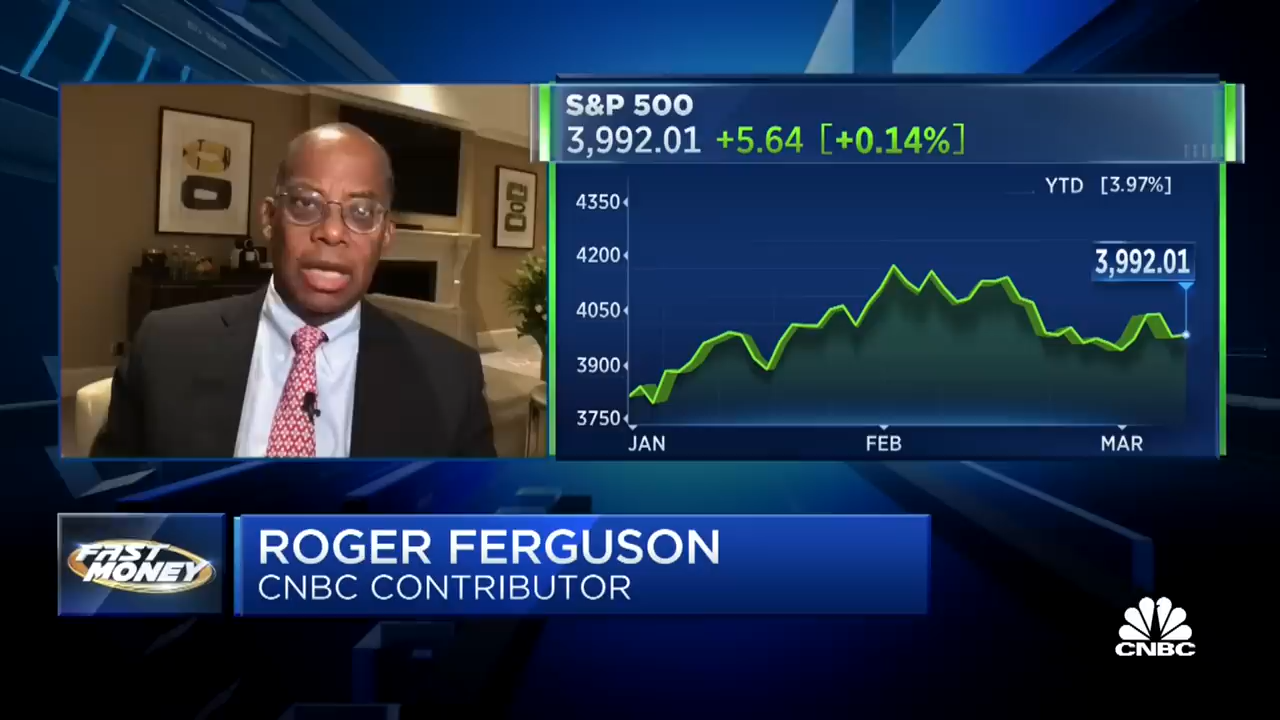 S&P 500
3,992.01 +5.64 [+0.14%]
YTD [3.97%]
4350
4200
4050
3900
3750
3,992.01
JAN FEB MAR
FAST
MONEY
ROGER FERGUSON
CNBC CONTRIBUTOR
CNBC